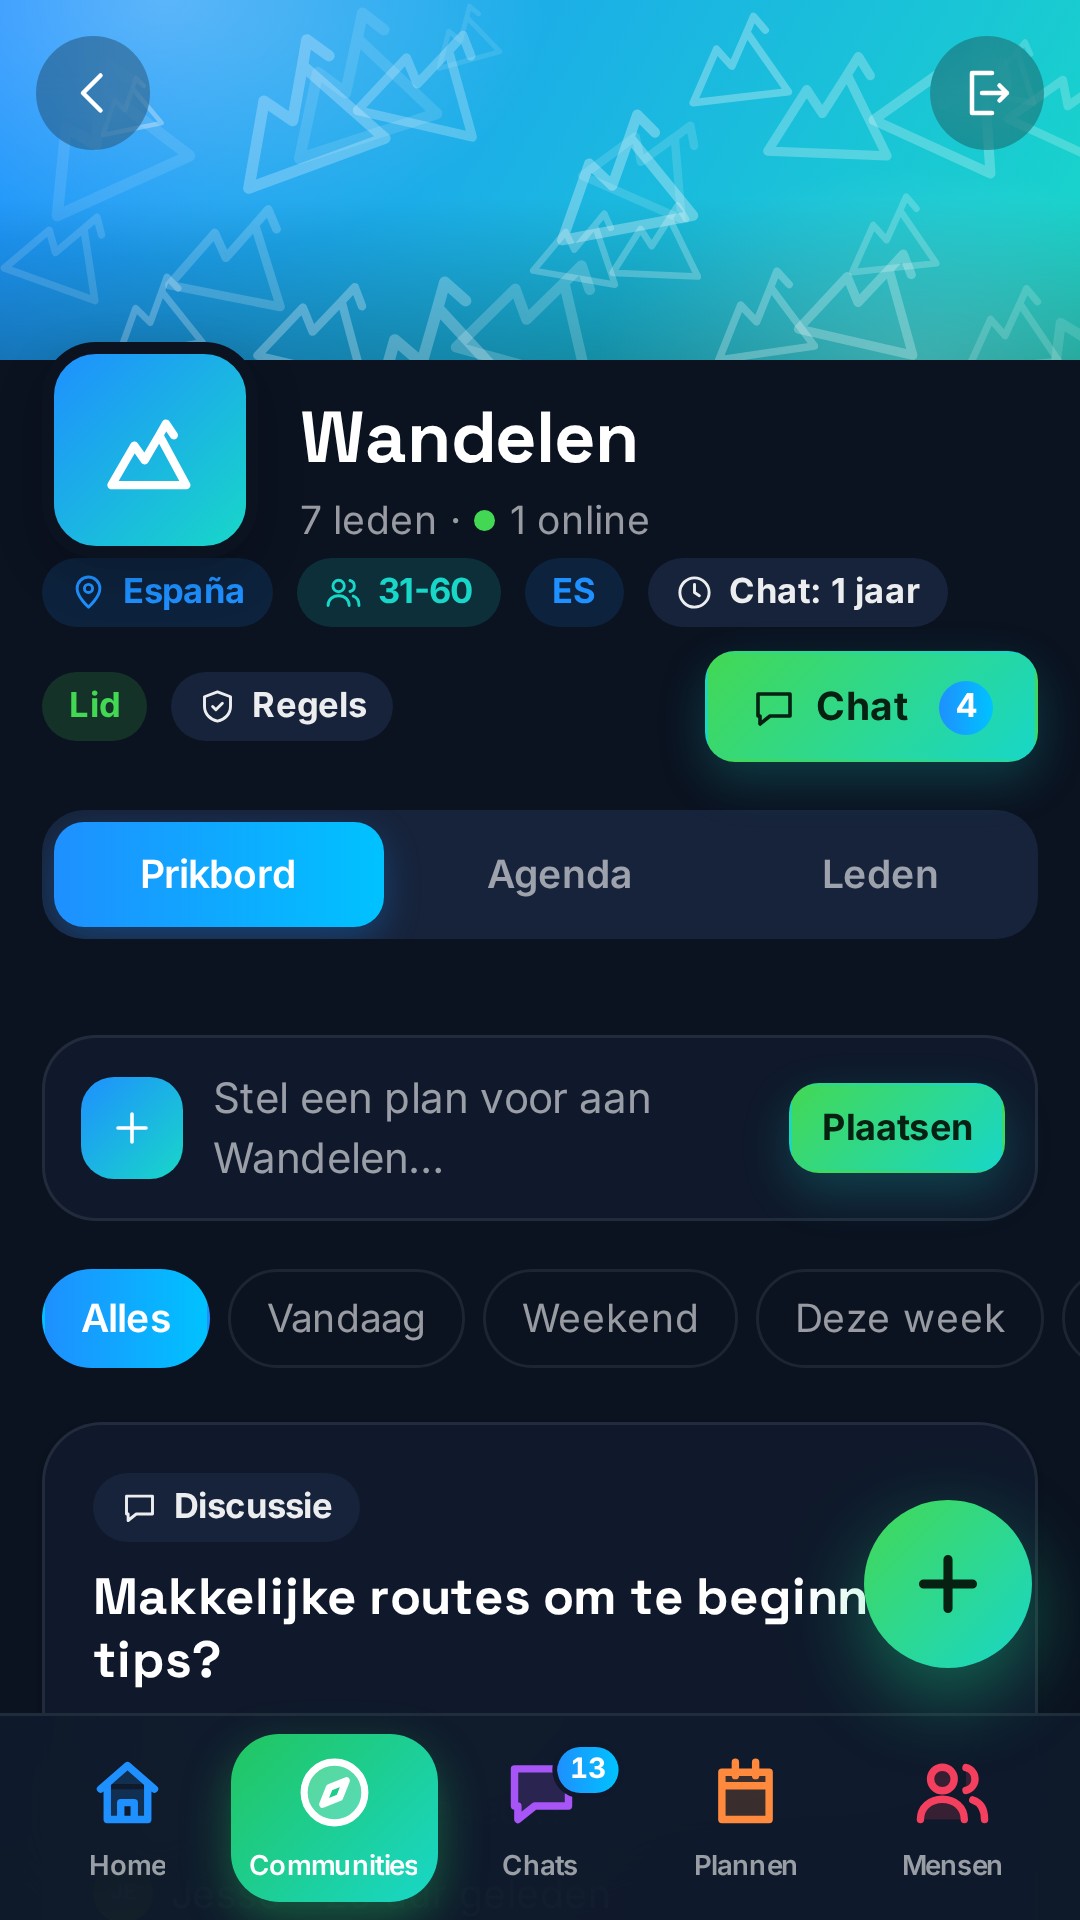 Wandelen
7 leden · 1 online
España
31-60
ES
Chat: 1 jaar
Lid
Regels
Chat
4
Prikbord
Agenda
Leden
Stel een plan voor aan
Wandelen...
Plaatsen
Alles
Vandaag
Weekend
Deze week
Discussie
Makkelijke routes om te beginn
tips?
13
Home
Communities
Chats
Plannen
Mensen
geleden